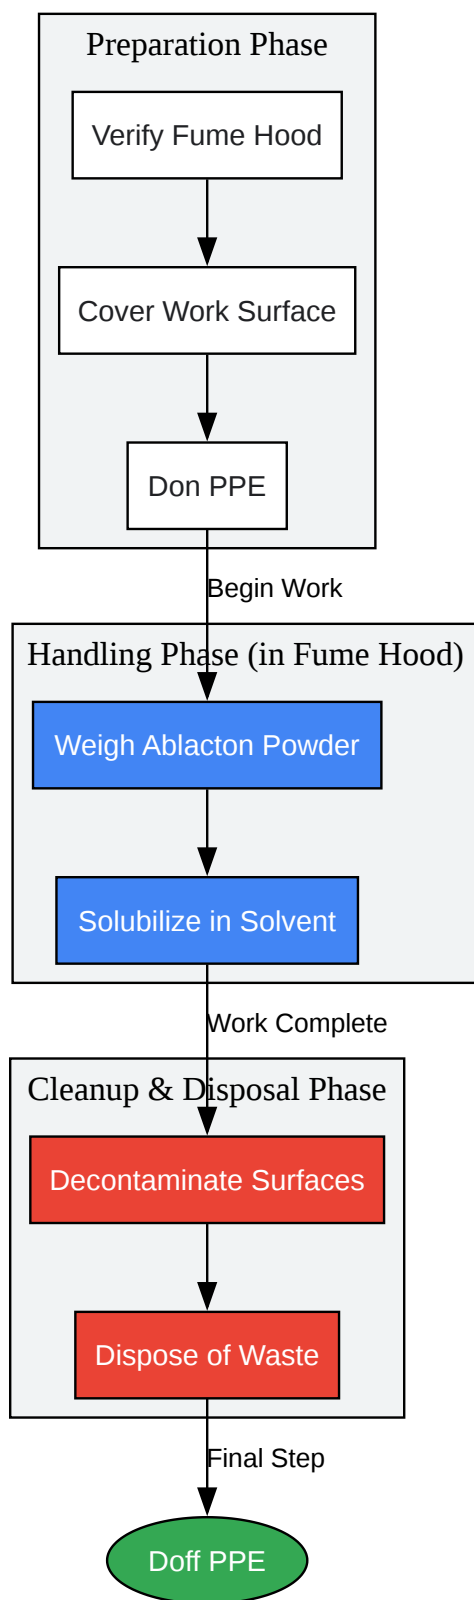 Preparation Phase
Verify Fume Hood
Cover Work Surface
Don PPE
Begin Work
Handling Phase (in Fume Hood)
Weigh Ablacton Powder
Solubilize in Solvent
Work Complete
Cleanup & Disposal Phase
Decontaminate Surfaces
Dispose of Waste
Final Step
Doff PPE